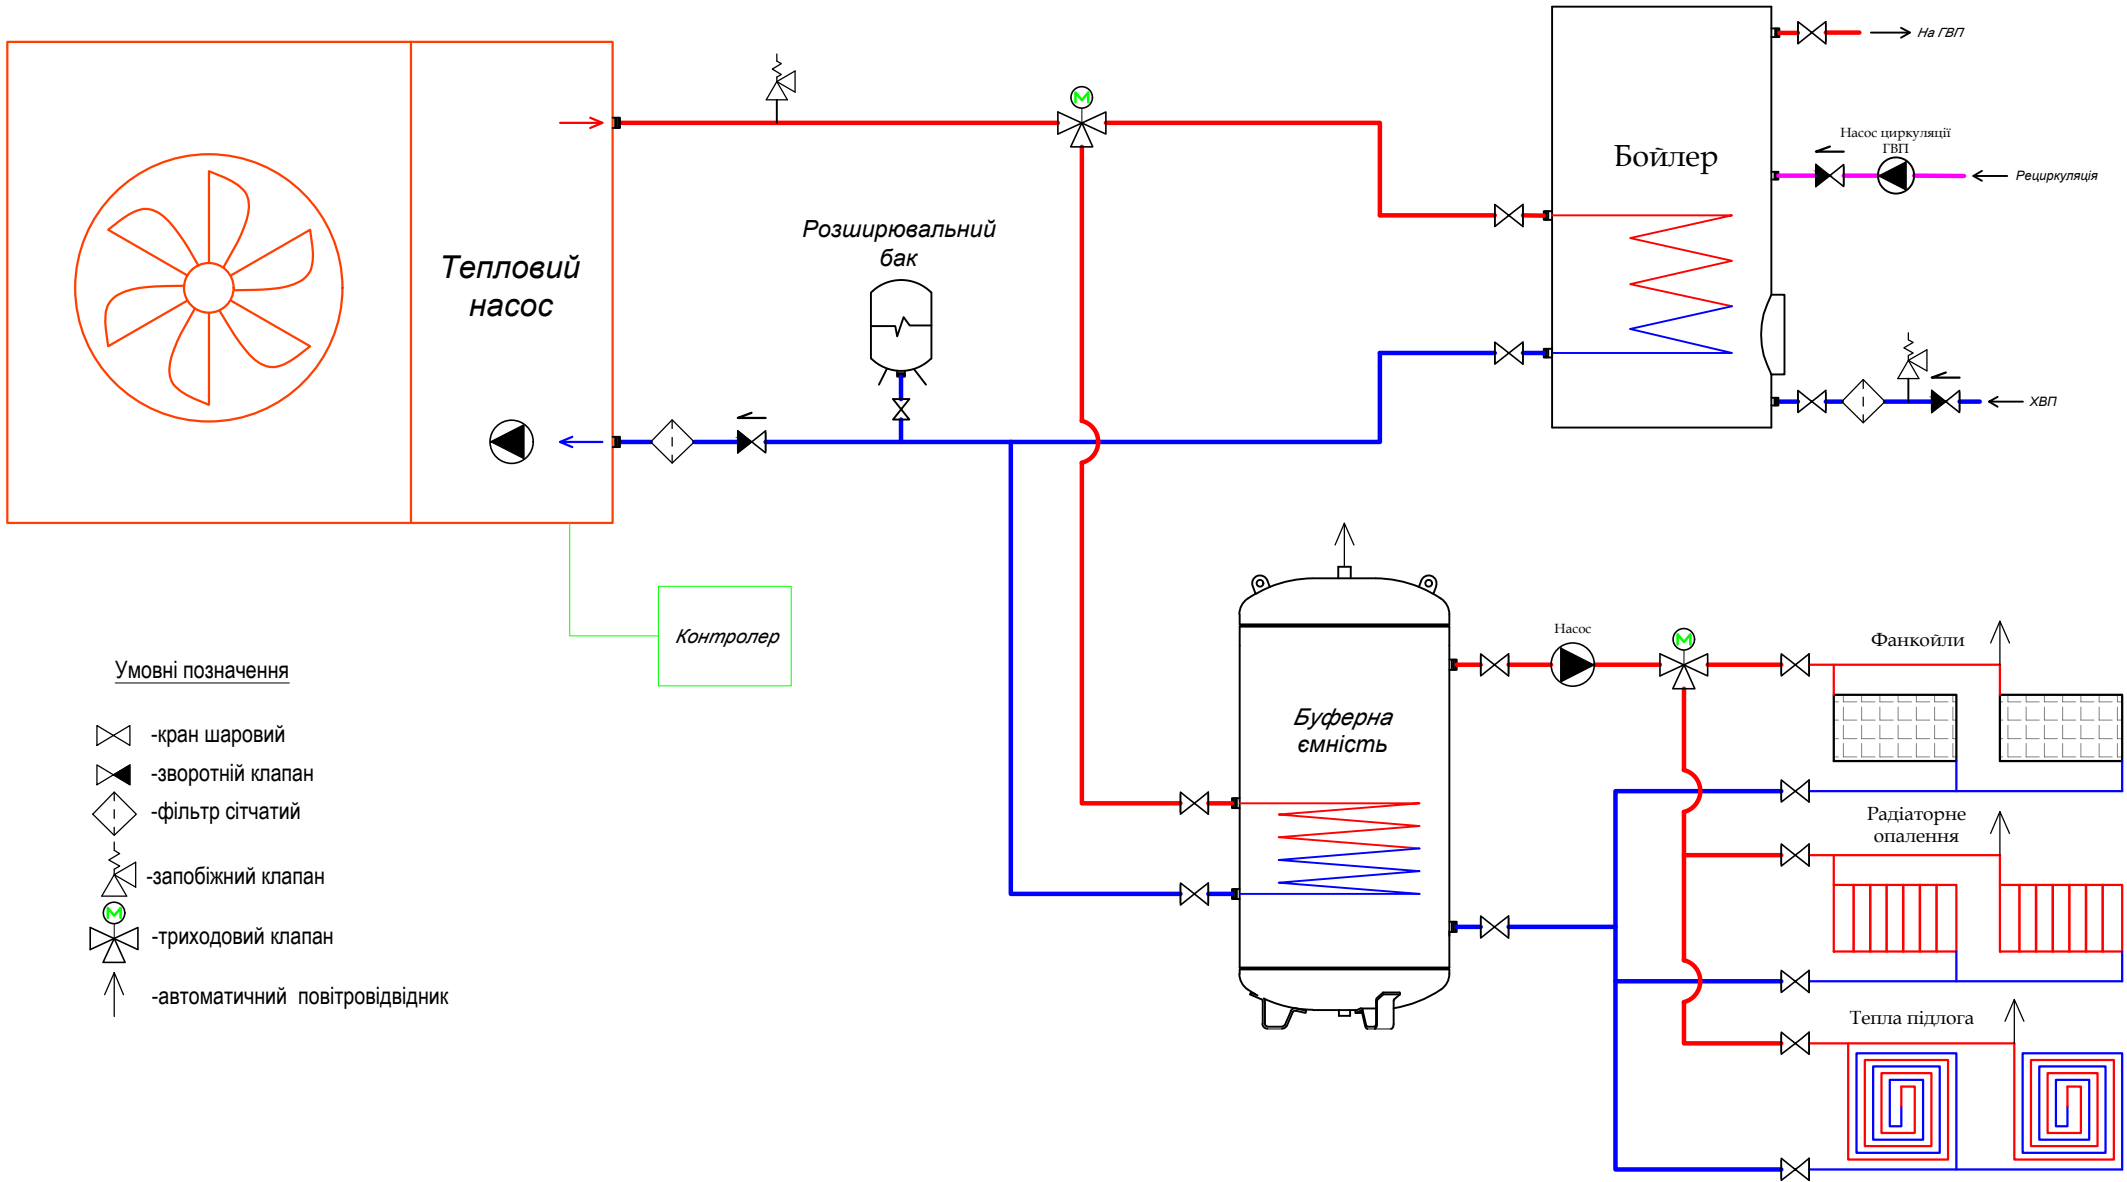 На ГВП
Насос циркуляції
ГВП
Бойлер
Рециркуляція
Розширювальний
бак
Тепловий
насос
ХВП
Контролер
Насос
Фанкойли
Умовні позначення
Буферна
ємність
-кран шаровий
-зворотній клапан
-фільтр сітчатий
Радіаторне
опалення
-запобіжний клапан
-триходовий клапан
-автоматичний повітровідвідник
Тепла підлога
M
M
M